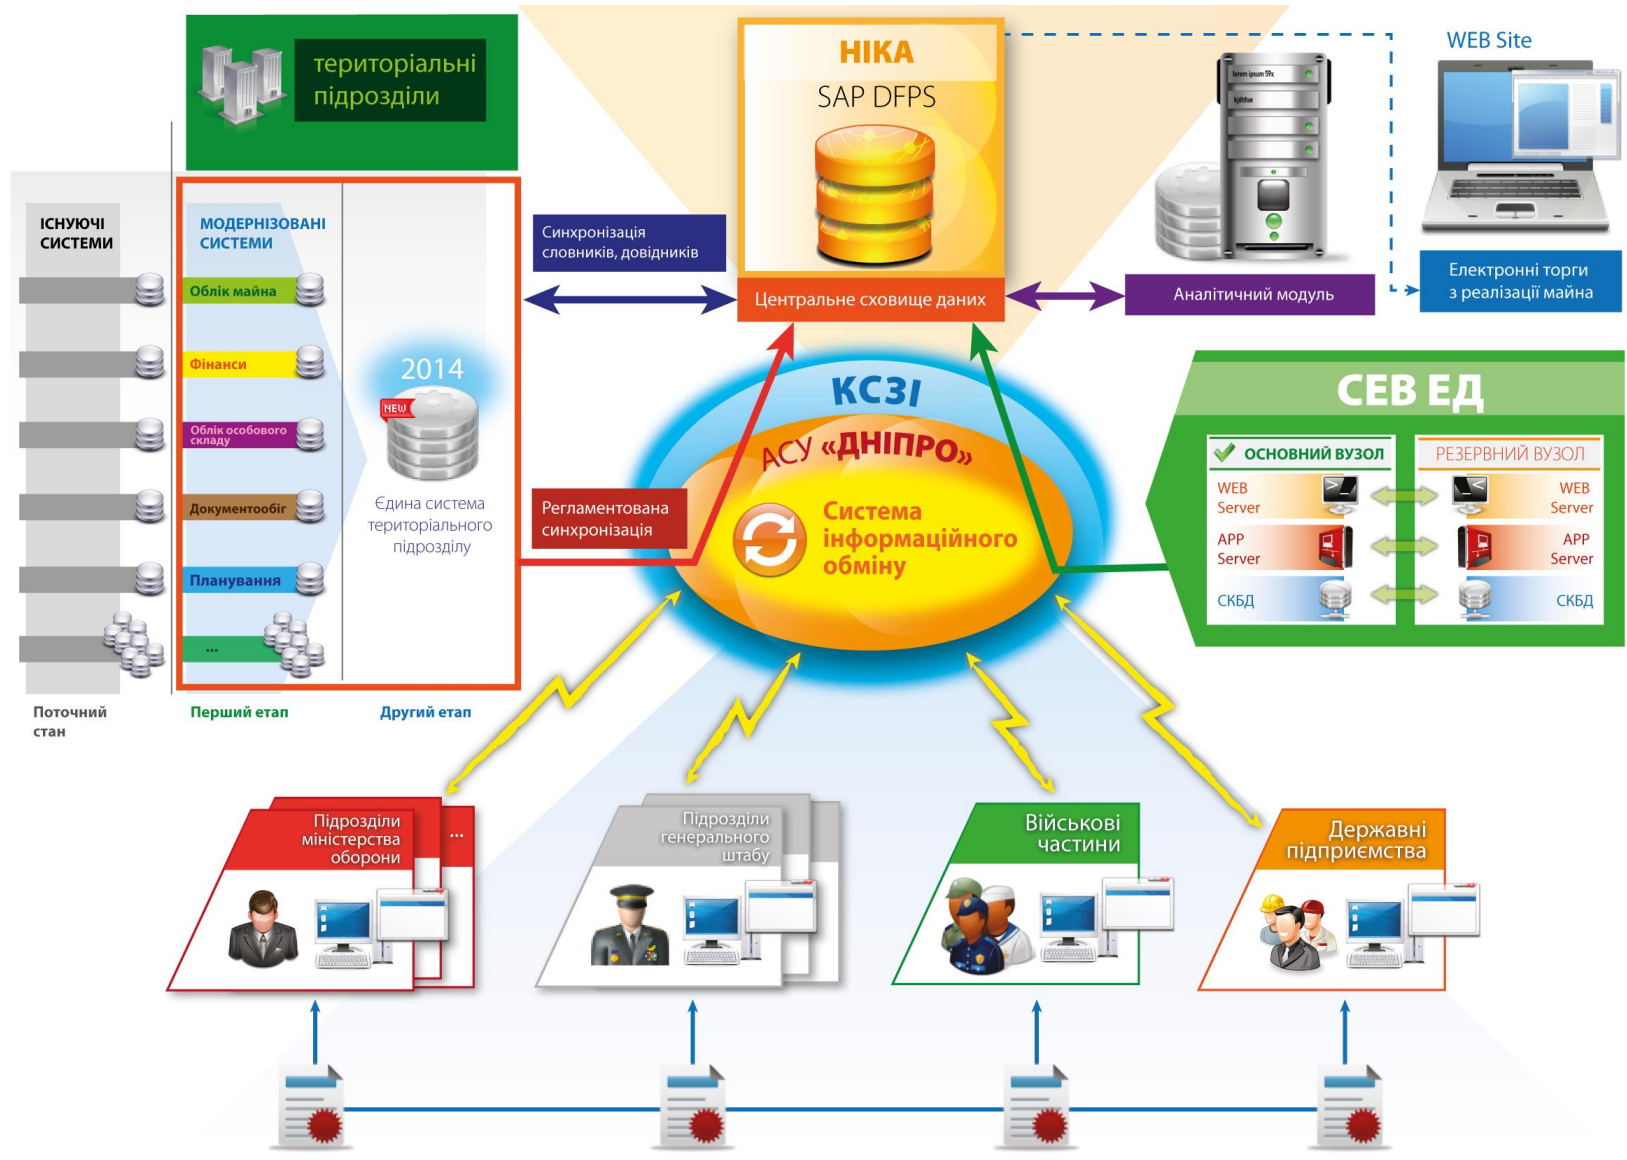 територіальні
підрозділи
ІСНУЮЧІ
СИСТЕМИ
МОДЕРНІЗОВАНІ
СИСТЕМИ
Облік майна
Фінанси
Облік особового
складу
Документообіг
Планування
...
2014
NEW
Єдина система
територіального
підрозділу
Поточний
стан
Перший етап
Другий етап
Синхронізація
словників, довідників
Регламентована
синхронізація
НІКА
SAP DFPS
Центральне сховище даних
lorem ipsum 59x
kjdhfue
Аналітичний модуль
WEB Site
Електронні торги
з реалізації майна
КСЗІ
АСУ «ДНІПРО»
Система
інформаційного
обміну
СЕВ ЕД
ОСНОВНИЙ ВУЗОЛ
WEB
Server
APP
Server
СКБД
РЕЗЕРВНИЙ ВУЗОЛ
WEB
Server
APP
Server
СКБД
Підрозділи
міністерства
оборони
...
Підрозділи
генерального
штабу
Військові
частини
Державні
підприємства